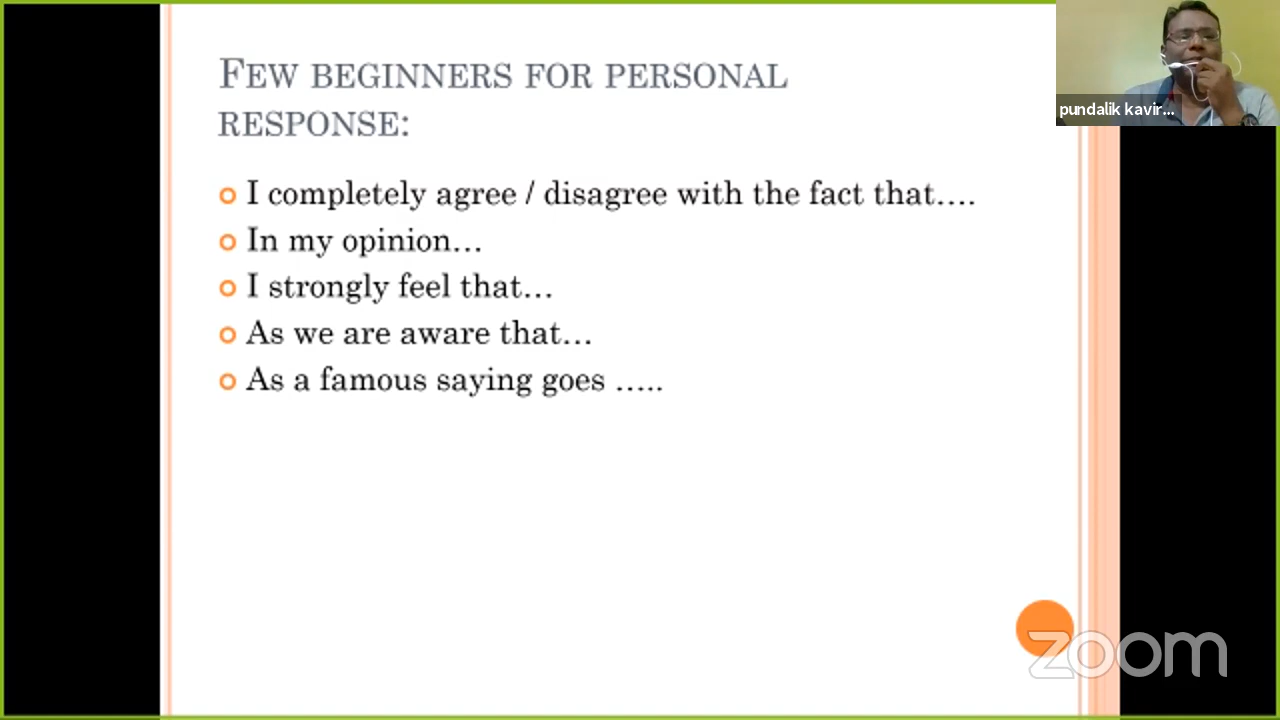 FEW BEGINNERS FOR PERSONAL
RESPONSE:
I completely agree / disagree with the fact that….
In my opinion…
I strongly feel that…
As we are aware that…
As a famous saying goes …..
pundalik kavir...
zoom